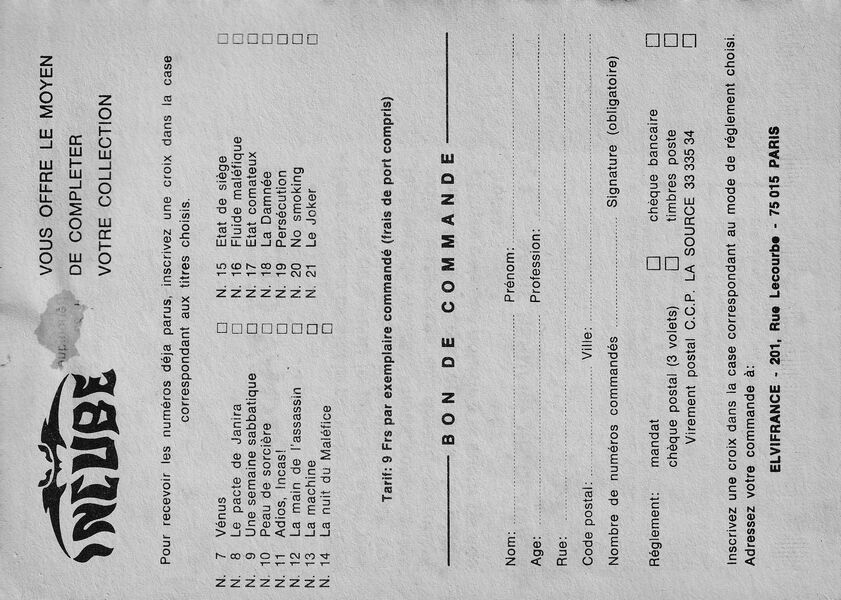 INCUBE
VOUS OFFRE LE MOYEN
DE COMPLETER
VOTRE COLLECTION
Pour recevoir les numéros déja parus, inscrivez une croix dans la case
correspondant aux titres choisis.
N. 7 Vénus
N. 8 Le pacte de Janira
N. 9 Une semaine sabbatique
N. 10 Peau de sorcière
N. 11 Adios, Incas!
N. 12 La main de l'assassin
N. 13 La machine
N. 14 La nuit du Maléfice
N. 15 Etat de siège
N. 16 Fluide maléfique
N. 17 Etat comateux
N. 18 La Damnée
N. 19 Persécution
N. 20 No smoking
N. 21 Le Joker
Tarif: 9 Frs par exemplaire commandé (frais de port compris)
BON DE COMMANDE
Nom: Prénom:
Age: Profession:
Rue:
Code postal: Ville:
Nombre de numéros commandés Signature (obligatoire)
Réglement: mandat chèque bancaire
chèque postal (3 volets) timbres poste
Virement postal C.C.P. LA SOURCE 33 335 34
Inscrivez une croix dans la case correspondant au mode de réglement choisi.
Adressez votre commande à:
ELVIFRANCE - 201, Rue Lecourbe - 75 015 PARIS